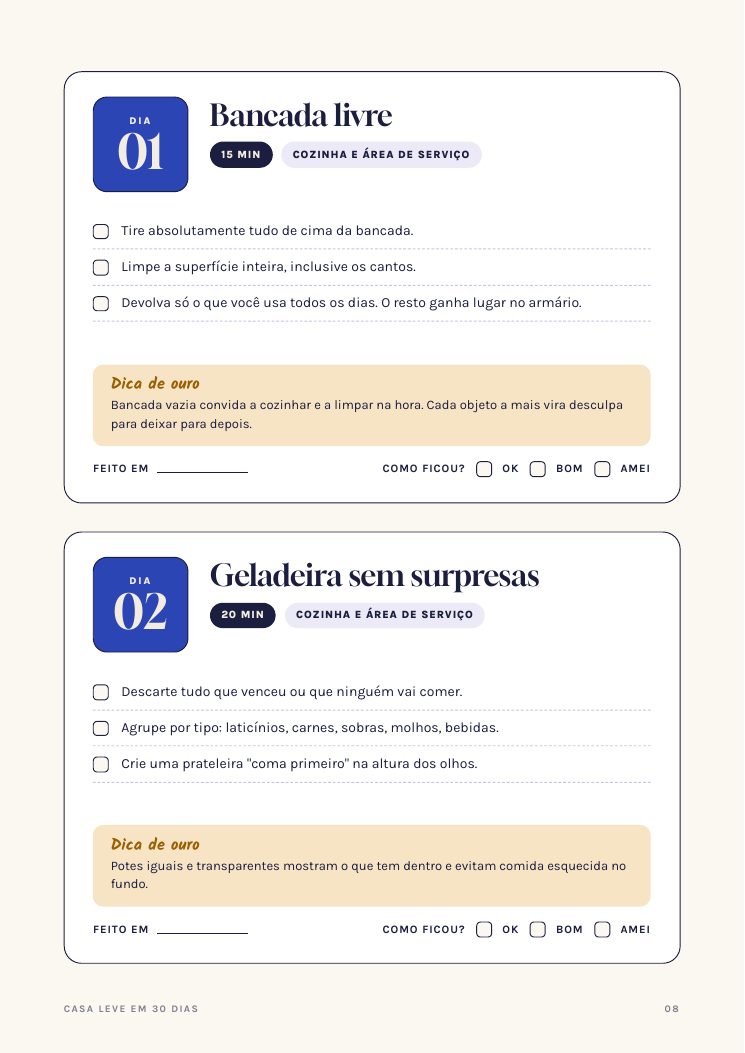 DIA
01
Bancada livre
15 MIN
COZINHA E ÁREA DE SERVIÇO
Tire absolutamente tudo de cima da bancada.
Limpe a superfície inteira, inclusive os cantos.
Devolva só o que você usa todos os dias. O resto ganha lugar no armário.
Dica de ouro
Bancada vazia convida a cozinhar e a limpar na hora. Cada objeto a mais vira desculpa
para deixar para depois.
FEITO EM
COMO FICOU? OK BOM AMEI
DIA
02
Geladeira sem surpresas
20 MIN
COZINHA E ÁREA DE SERVIÇO
Descarte tudo que venceu ou que ninguém vai comer.
Agrupe por tipo: laticínios, carnes, sobras, molhos, bebidas.
Crie uma prateleira "coma primeiro" na altura dos olhos.
Dica de ouro
Potes iguais e transparentes mostram o que tem dentro e evitam comida esquecida no
fundo.
FEITO EM
COMO FICOU? OK BOM AMEI
CASA LEVE EM 30 DIAS
08